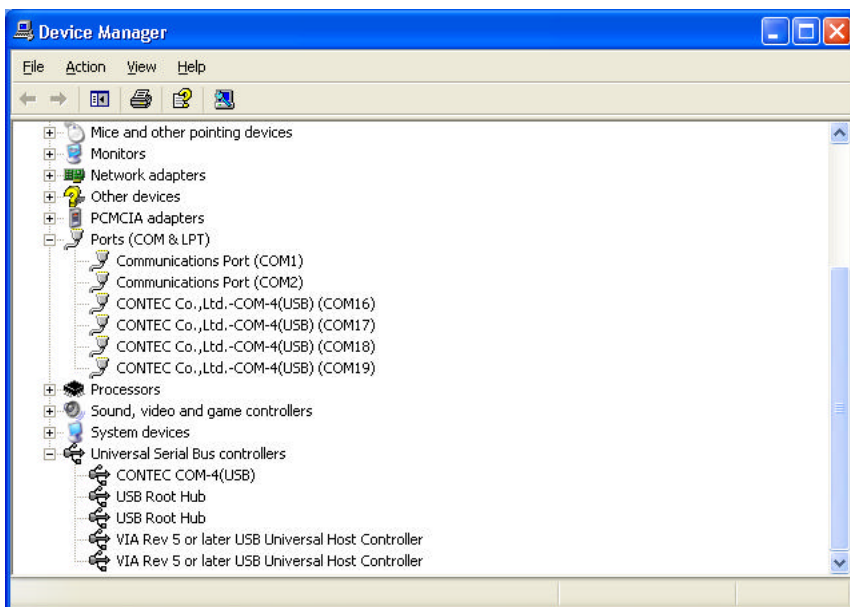 Device Manager
File Action View Help
Mice and other pointing devices
Monitors
Network adapters
Other devices
PCMCIA adapters
Ports (COM & LPT)
Communications Port (COM1)
Communications Port (COM2)
CONTEC Co.,Ltd.-COM-4(USB) (COM16)
CONTEC Co.,Ltd.-COM-4(USB) (COM17)
CONTEC Co.,Ltd.-COM-4(USB) (COM18)
CONTEC Co.,Ltd.-COM-4(USB) (COM19)
Processors
Sound, video and game controllers
System devices
Universal Serial Bus controllers
CONTEC COM-4(USB)
USB Root Hub
USB Root Hub
VIA Rev 5 or later USB Universal Host Controller
VIA Rev 5 or later USB Universal Host Controller